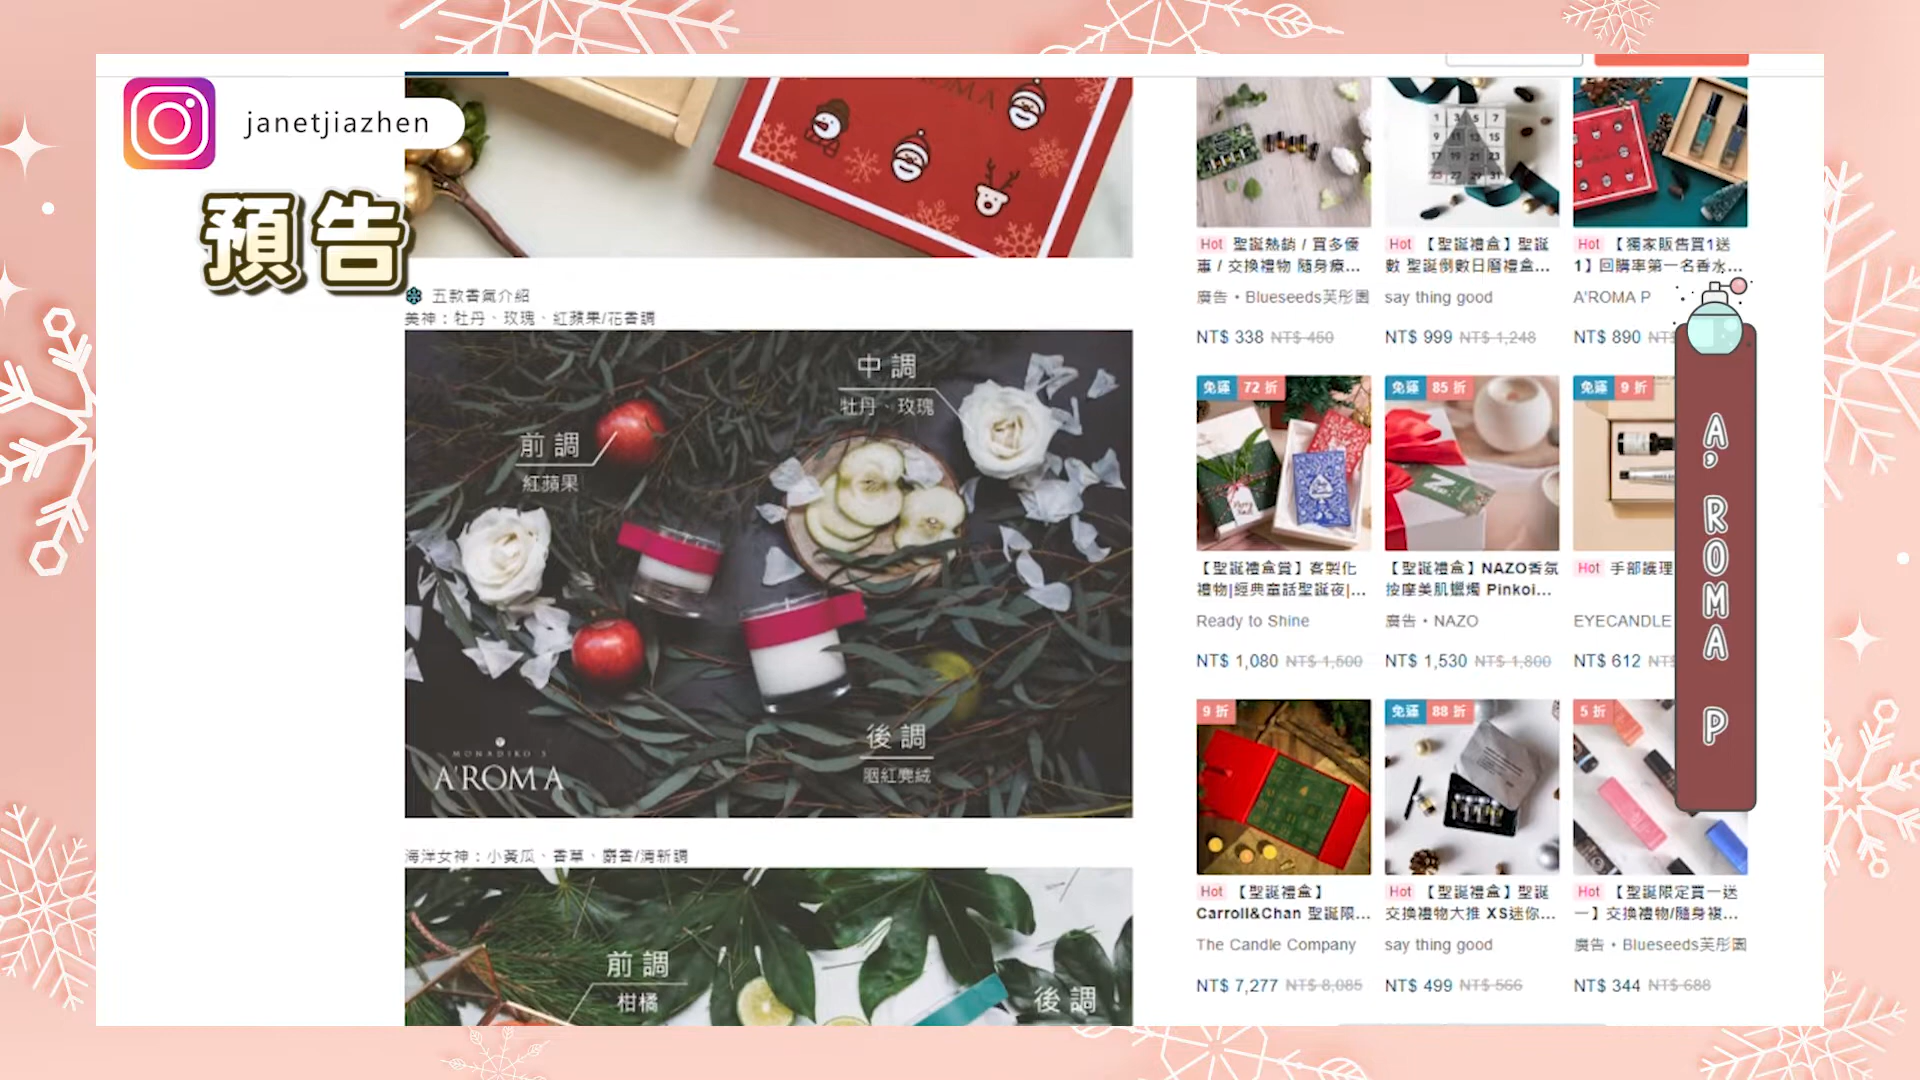 janetjiazhen
預告
五款香氣介紹
美神：牡丹、玫瑰、紅蘋果/花香調
中調
牡丹、玫瑰
前調
紅蘋果
後調
胭紅麂絨
MONADIKO'S
A'ROMA
海洋女神：小黃瓜、香草、麝香/清新調
前調
柑橘
後調
Hot 聖誕熱銷 / 買多優
惠 / 交換禮物 隨身療...
廣告・Blueseeds芙彤園
NT$ 338 NT$ 450
Hot 【聖誕禮盒】聖誕
數 聖誕倒數日曆禮盒...
say thing good
NT$ 999 NT$ 1,248
Hot 【獨家販售買1送
1】回購率第一名香水...
A'ROMA P
NT$ 890 NT$
免運 72 折
【聖誕禮盒賞】客製化
禮物|經典童話聖誕夜|...
Ready to Shine
NT$ 1,080 NT$ 1,500
免運 85 折
【聖誕禮盒】NAZO香氛
按摩美肌蠟燭 Pinkoi...
廣告・NAZO
NT$ 1,530 NT$ 1,800
免運 9 折
Hot 手部護理
EYECANDLE
NT$ 612 NT$
9 折
Hot 【聖誕禮盒】
Carroll&Chan 聖誕限...
The Candle Company
NT$ 7,277 NT$ 8,085
免運 88 折
Hot 【聖誕禮盒】聖誕
交換禮物大推 XS迷你...
say thing good
NT$ 499 NT$ 566
5 折
Hot 【聖誕限定買一送
一】交換禮物/隨身複...
廣告・Blueseeds芙彤園
NT$ 344 NT$ 688
A'ROMA P